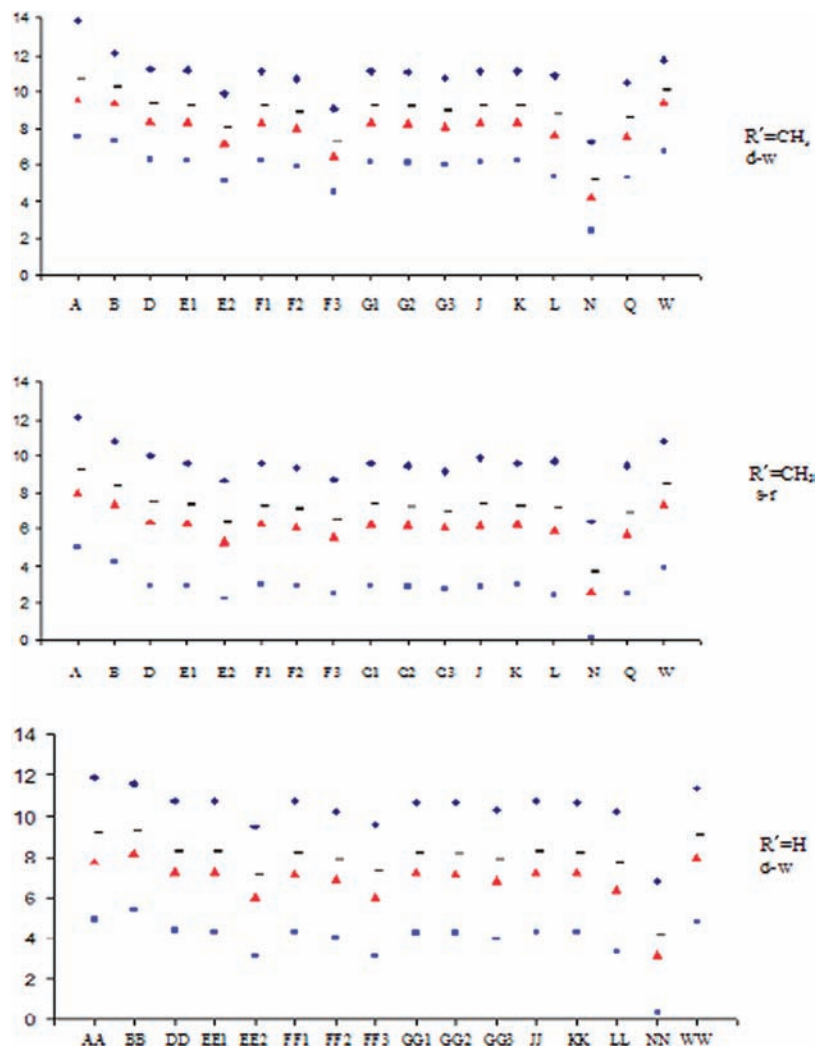 14
12
10
8
6
4
2
0
A B D E1 E2 F1 F2 F3 G1 G2 G3 J K L N Q W
R′=CH₃
d-w
14
12
10
8
6
4
2
0
A B D E1 E2 F1 F2 F3 G1 G2 G3 J K L N Q W
R′=CH₃
s-r
14
12
10
8
6
4
2
0
AA BB DD EE1 EE2 FF1 FF2 FF3 GG1 GG2 GG3 JJ KK LL NN WW
R′=H
d-w